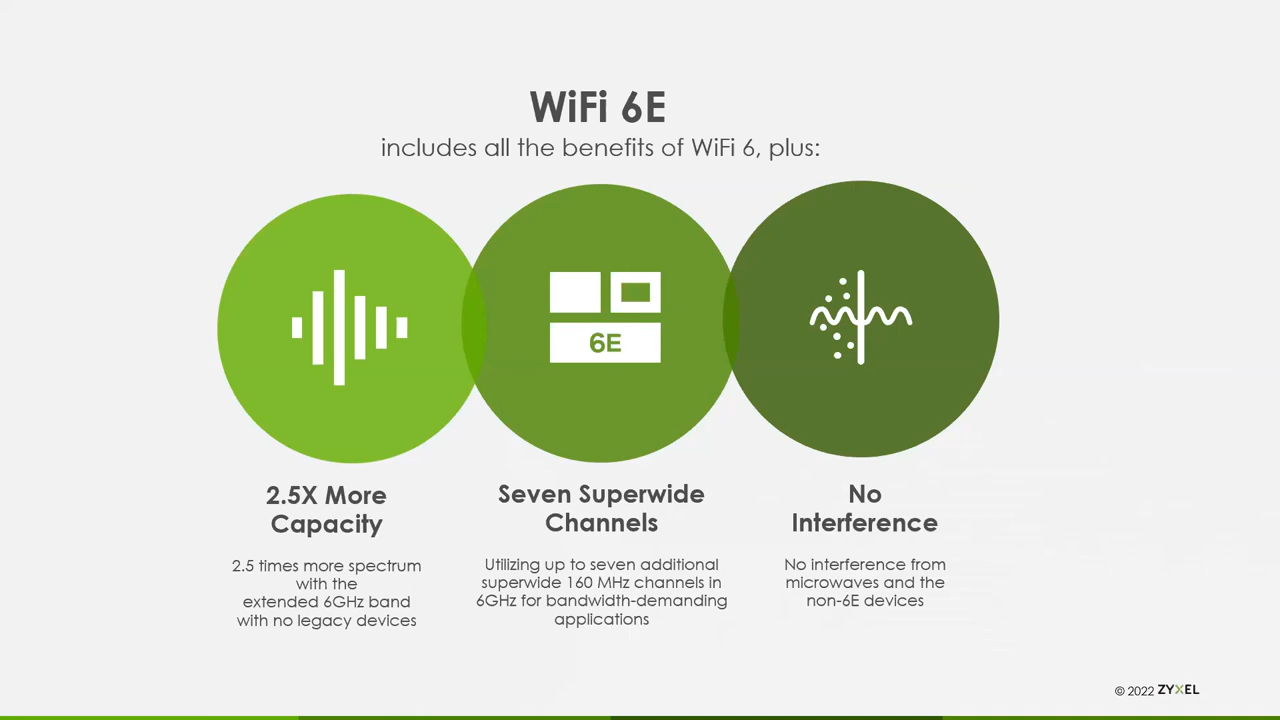 WiFi 6E
includes all the benefits of WiFi 6, plus:
6E
2.5X More
Capacity
2.5 times more spectrum
with the
extended 6GHz band
with no legacy devices
Seven Superwide
Channels
Utilizing up to seven additional
superwide 160 MHz channels in
6GHz for bandwidth-demanding
applications
No
Interference
No interference from
microwaves and the
non-6E devices
© 2022 ZYXEL